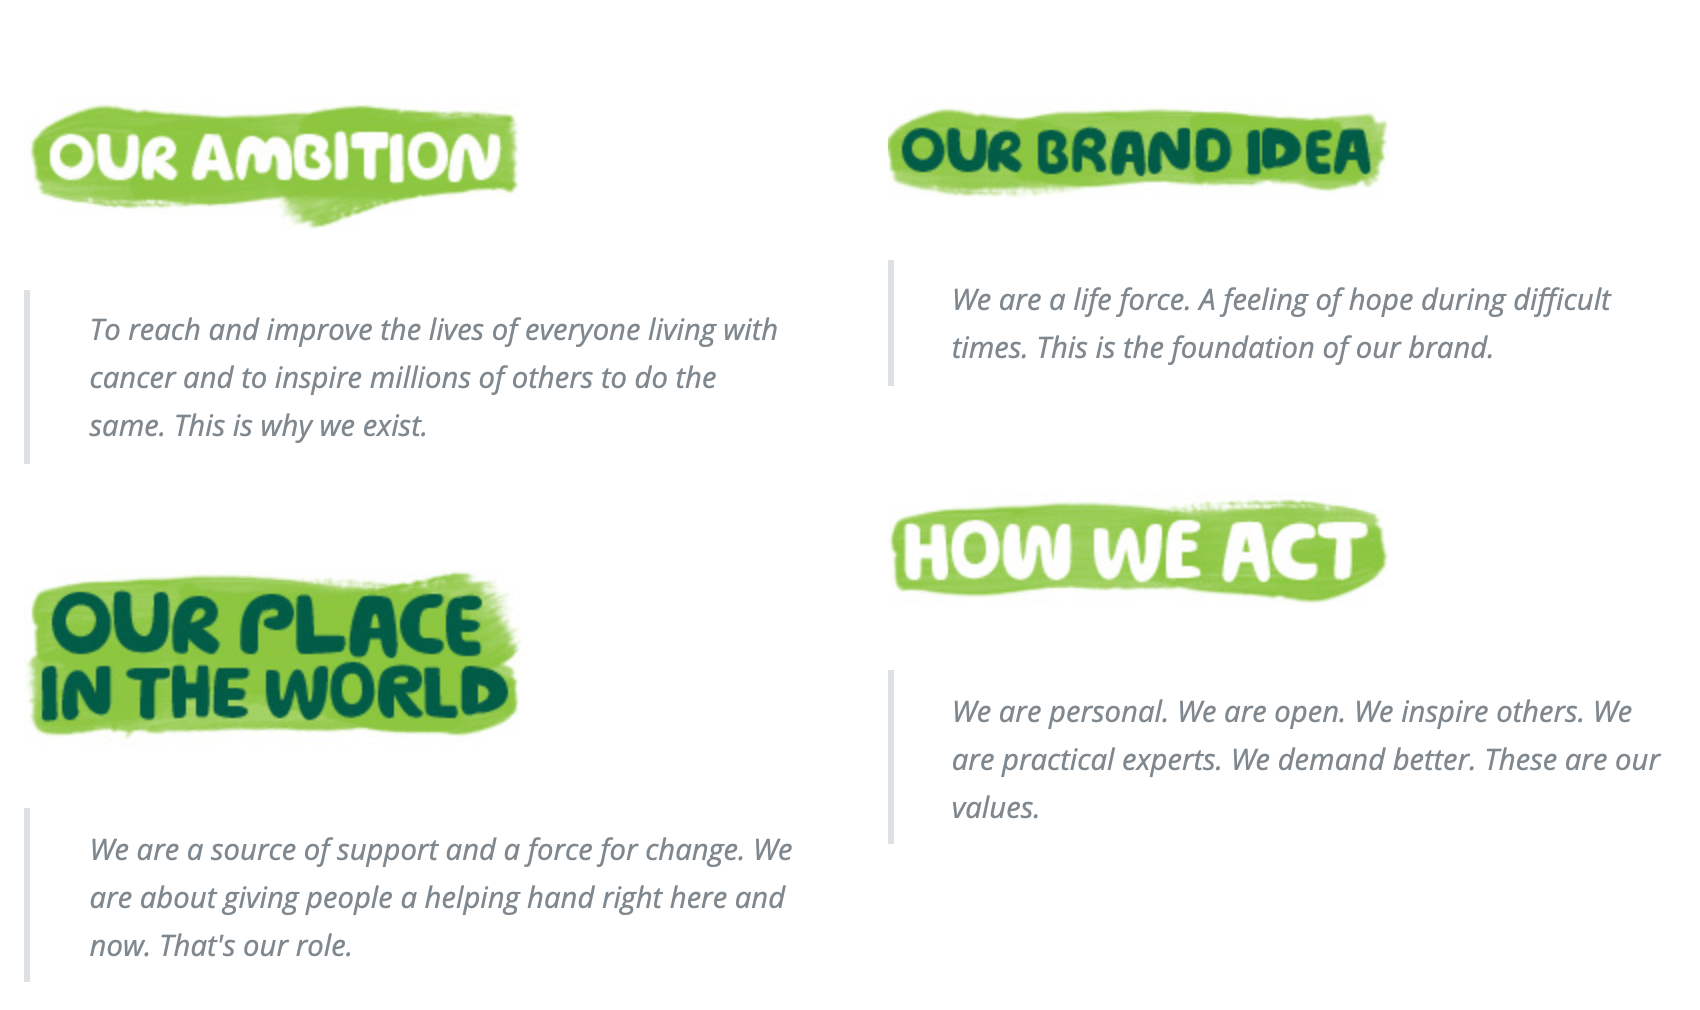 OUR AMBITION
To reach and improve the lives of everyone living with
cancer and to inspire millions of others to do the
same. This is why we exist.
OUR PLACE
IN THE WORLD
We are a source of support and a force for change. We
are about giving people a helping hand right here and
now. That's our role.
OUR BRAND IDEA
We are a life force. A feeling of hope during difficult
times. This is the foundation of our brand.
HOW WE ACT
We are personal. We are open. We inspire others. We
are practical experts. We demand better. These are our
values.